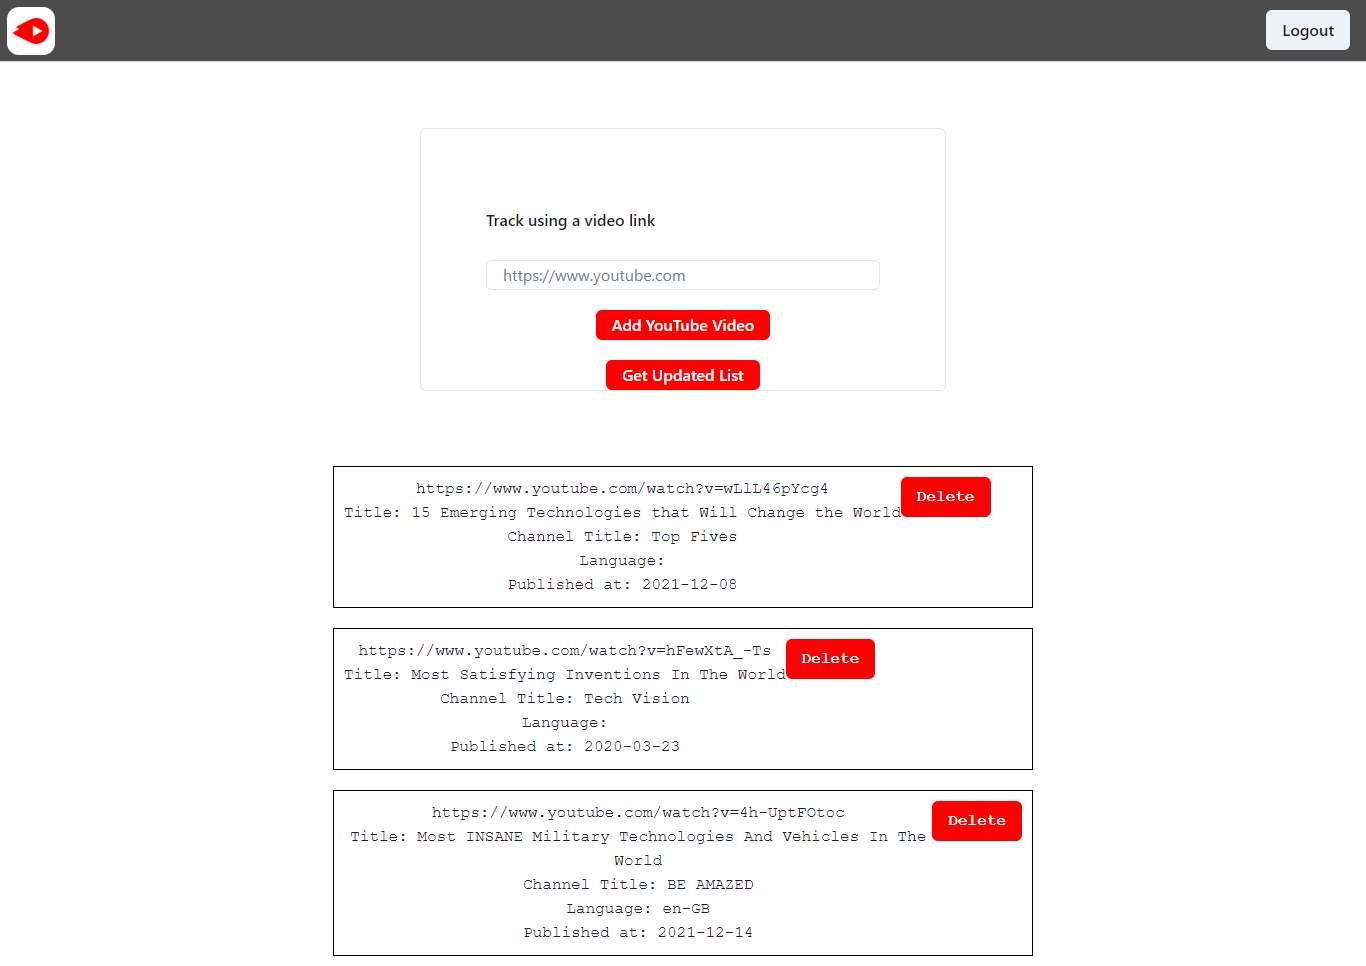 Logout
Track using a video link
https://www.youtube.com
Add YouTube Video
Get Updated List
https://www.youtube.com/watch?v=wLlL46pYcg4
Delete
Title: 15 Emerging Technologies that Will Change the World
Channel Title: Top Fives
Language:
Published at: 2021-12-08
https://www.youtube.com/watch?v=hFewXtA_-Ts
Delete
Title: Most Satisfying Inventions In The World
Channel Title: Tech Vision
Language:
Published at: 2020-03-23
https://www.youtube.com/watch?v=4h-UptFOtoc
Delete
Title: Most INSANE Military Technologies And Vehicles In The
World
Channel Title: BE AMAZED
Language: en-GB
Published at: 2021-12-14